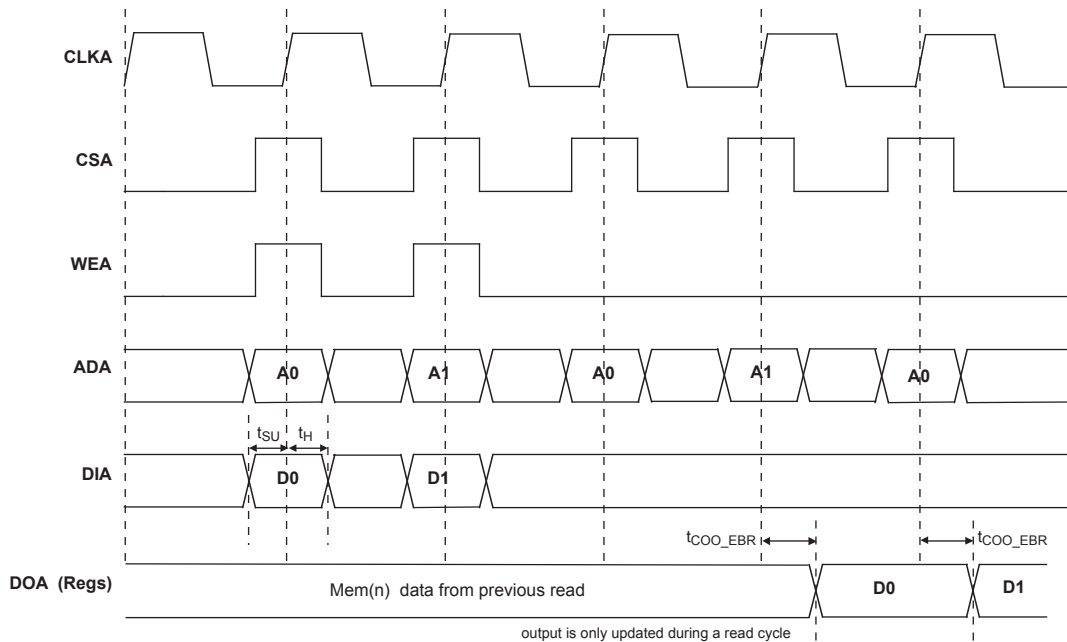 CLKA
CSA
WEA
ADA
A0
A1
A0
A1
A0
tSU
tH
DIA
D0
D1
tCOO_EBR
tCOO_EBR
DOA (Regs)
Mem(n) data from previous read
D0
D1
output is only updated during a read cycle